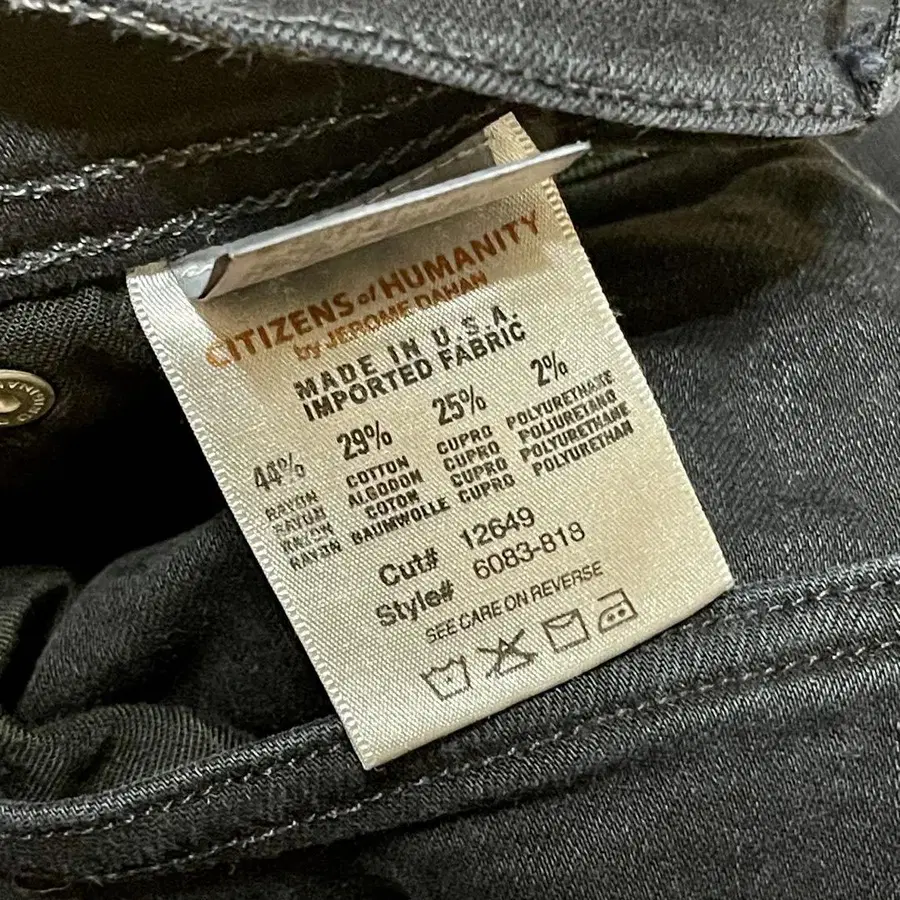 CITIZENS of HUMANITY
by JEROME DAHAN
MADE IN U.S.A.
IMPORTED FABRIC
44% 29% 25% 2%
RAYON COTTON CUPRO POLYURETHANE
RAYON ALGODON CUPRO POLIURETANO
RAYON COTON CUPRO POLYURETHANE
RAYON BAUMWOLLE CUPRO POLYURETHAN
Cut# 12649
Style# 6083-818
SEE CARE ON REVERSE